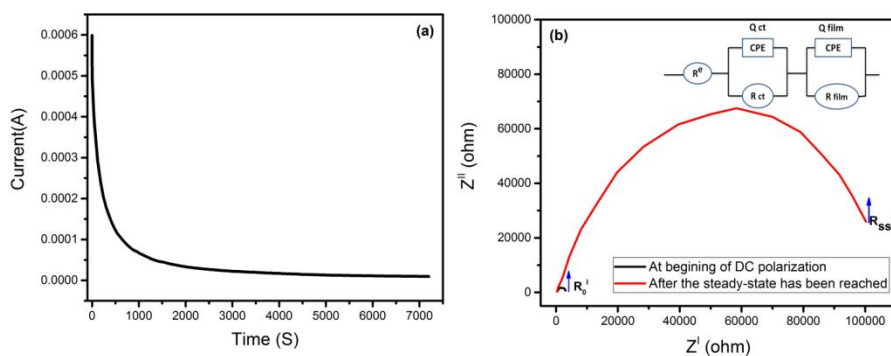 (a)
Current(A)
0.0006
0.0005
0.0004
0.0003
0.0002
0.0001
0.0000
0 1000 2000 3000 4000 5000 6000 7000
Time (S)
(b)
Q ct Q film
CPE CPE
R^e
R ct R film
Z^II (ohm)
100000
80000
60000
40000
20000
0
R_ss
R_0^I
At begining of DC polarization
After the steady-state has been reached
0 20000 40000 60000 80000 100000
Z^I (ohm)